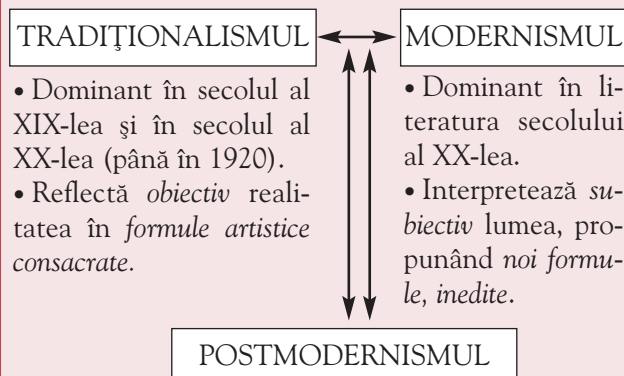 TRADIŢIONALISMUL
• Dominant în secolul al
XIX-lea şi în secolul al
XX-lea (până în 1920).
• Reflectă obiectiv reali-
tatea în formule artistice
consacrate.
MODERNISMUL
• Dominant în li-
teratura secolului
al XX-lea.
• Interpretează su-
biectiv lumea, pro-
punând noi formu-
le, inedite.
POSTMODERNISMUL